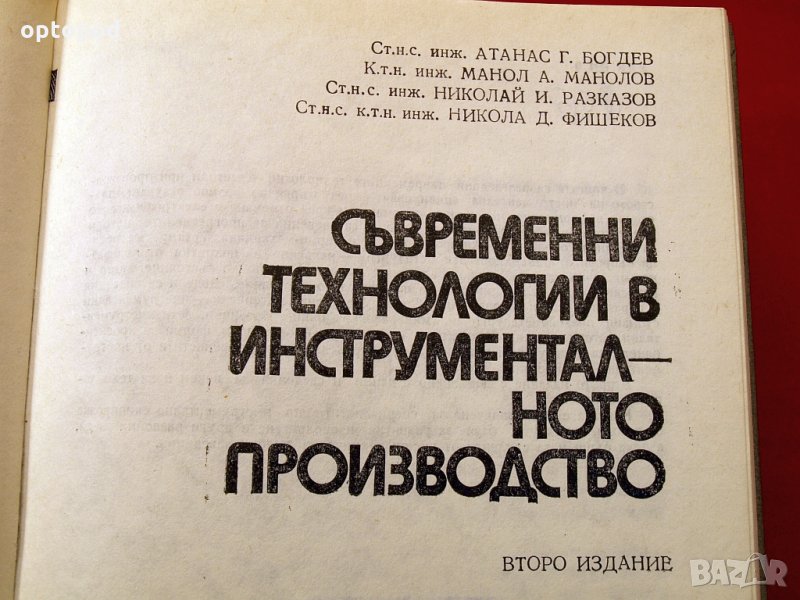 Ст.н.с. инж. АТАНАС Г. БОГДЕВ
К.т.н. инж. МАНОЛ А. МАНОЛОВ
Ст.н.с. инж. НИКОЛАЙ И. РАЗКАЗОВ
Ст.н.с. к.т.н. инж. НИКОЛА Д. ФИШЕКОВ
СЪВРЕМЕННИ
ТЕХНОЛОГИИ В
ИНСТРУМЕНТАЛ—
НОТО
ПРОИЗВОДСТВО
ВТОРО ИЗДАНИЕ
BAZAR